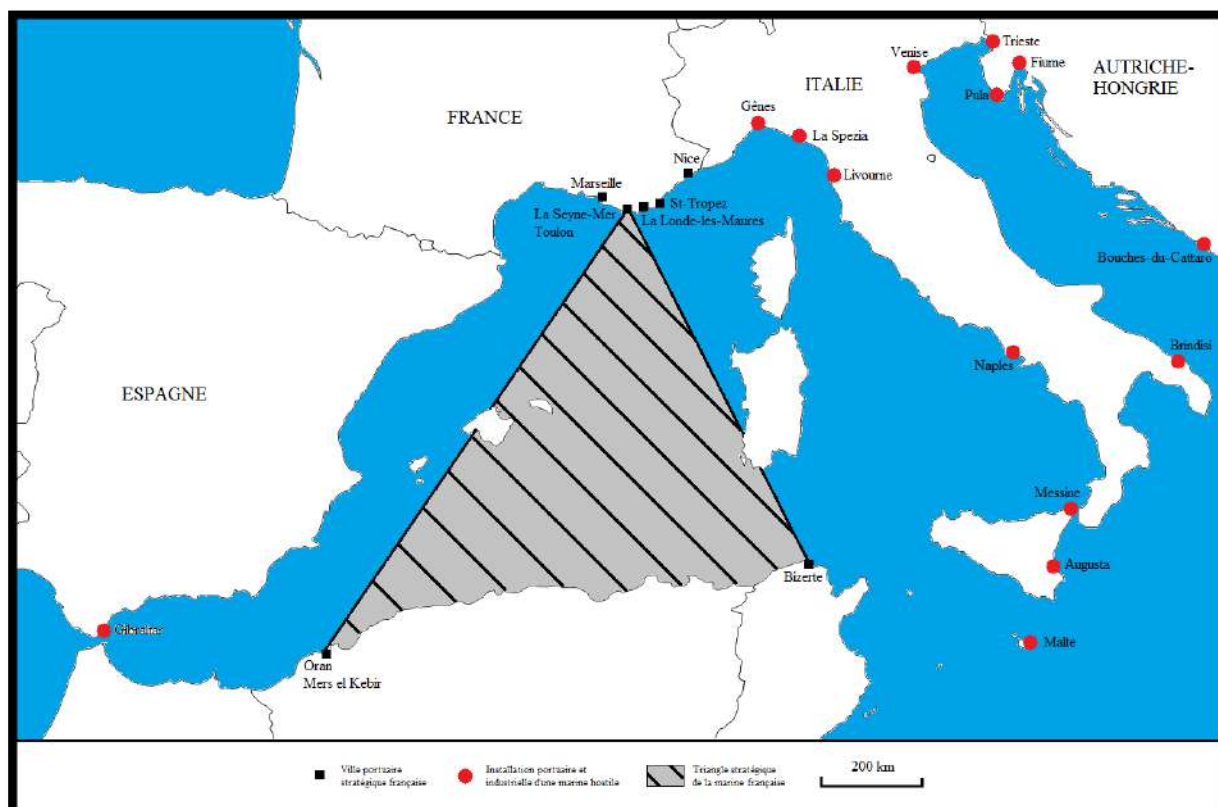 Trieste
Venise
Fiume
AUTRICHE-
HONGRIE
ITALIE
Pula
FRANCE
Gênes
La Spezia
Nice
Livourne
Marseille
St-Tropez
La Seyne-Mer
La Londe-les-Maures
Toulon
Bouches-du-Cattaro
Brindisi
Naples
ESPAGNE
Messine
Augusta
Bizerte
Gibraltar
Malte
Oran
Mers el Kebir
Ville portuaire
stratégique française
Installation portuaire et
industrielle d'une marine hostile
Triangle stratégique
de la marine française
200 km